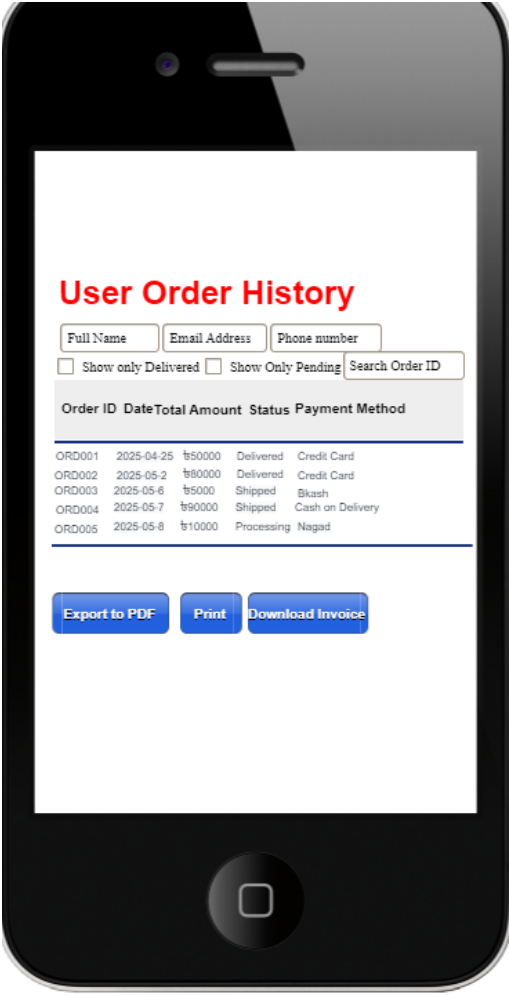 User Order History
Full Name Email Address Phone number
Show only Delivered Show Only Pending Search Order ID
Order ID Date Total Amount Status Payment Method
ORD001 2025-04-25 ৳50000 Delivered Credit Card
ORD002 2025-05-2 ৳80000 Delivered Credit Card
ORD003 2025-05-6 ৳5000 Shipped Bkash
ORD004 2025-05-7 ৳90000 Shipped Cash on Delivery
ORD005 2025-05-8 ৳10000 Processing Nagad
Export to PDF Print Download Invoice